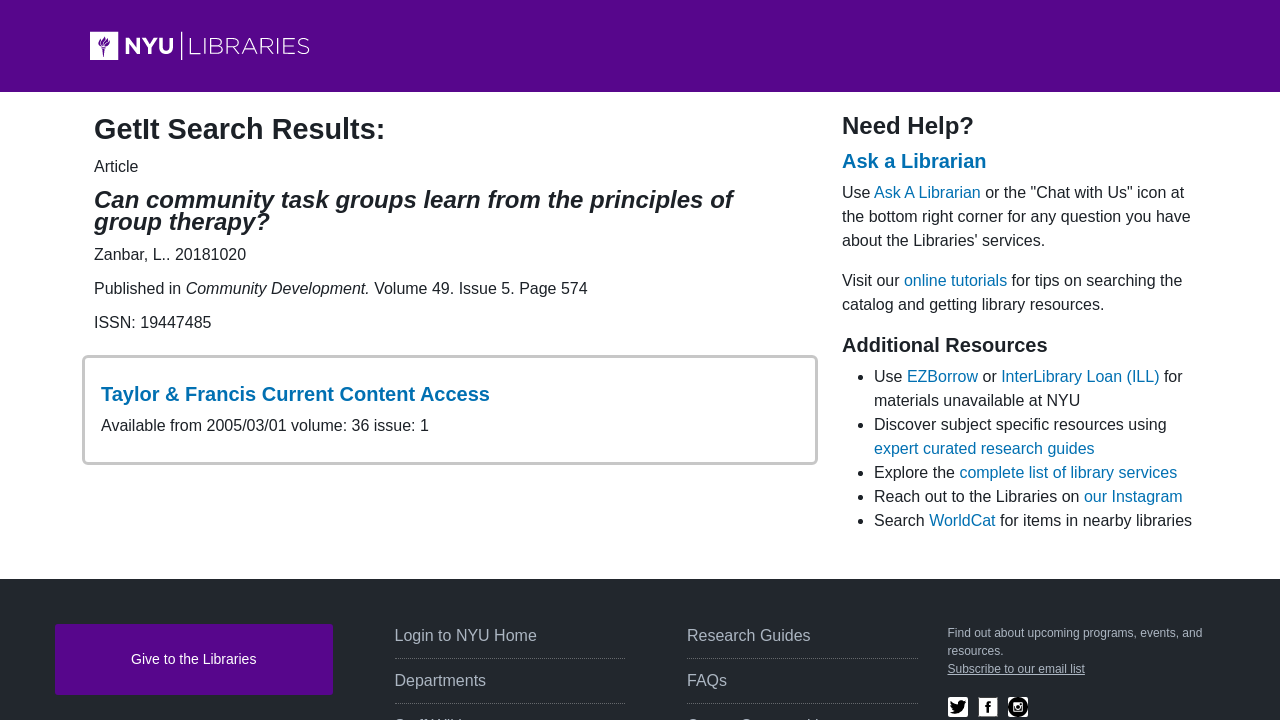 NYU LIBRARIES
GetIt Search Results:
Article
Can community task groups learn from the principles of
group therapy?
Zanbar, L.. 20181020
Published in Community Development. Volume 49. Issue 5. Page 574
ISSN: 19447485
Taylor & Francis Current Content Access
Available from 2005/03/01 volume: 36 issue: 1
Need Help?
Ask a Librarian
Use Ask A Librarian or the "Chat with Us" icon at
the bottom right corner for any question you have
about the Libraries' services.
Visit our online tutorials for tips on searching the
catalog and getting library resources.
Additional Resources
Use EZBorrow or InterLibrary Loan (ILL) for
materials unavailable at NYU
Discover subject specific resources using
expert curated research guides
Explore the complete list of library services
Reach out to the Libraries on our Instagram
Search WorldCat for items in nearby libraries
Give to the Libraries
Login to NYU Home
Departments
Research Guides
FAQs
Find out about upcoming programs, events, and
resources.
Subscribe to our email list